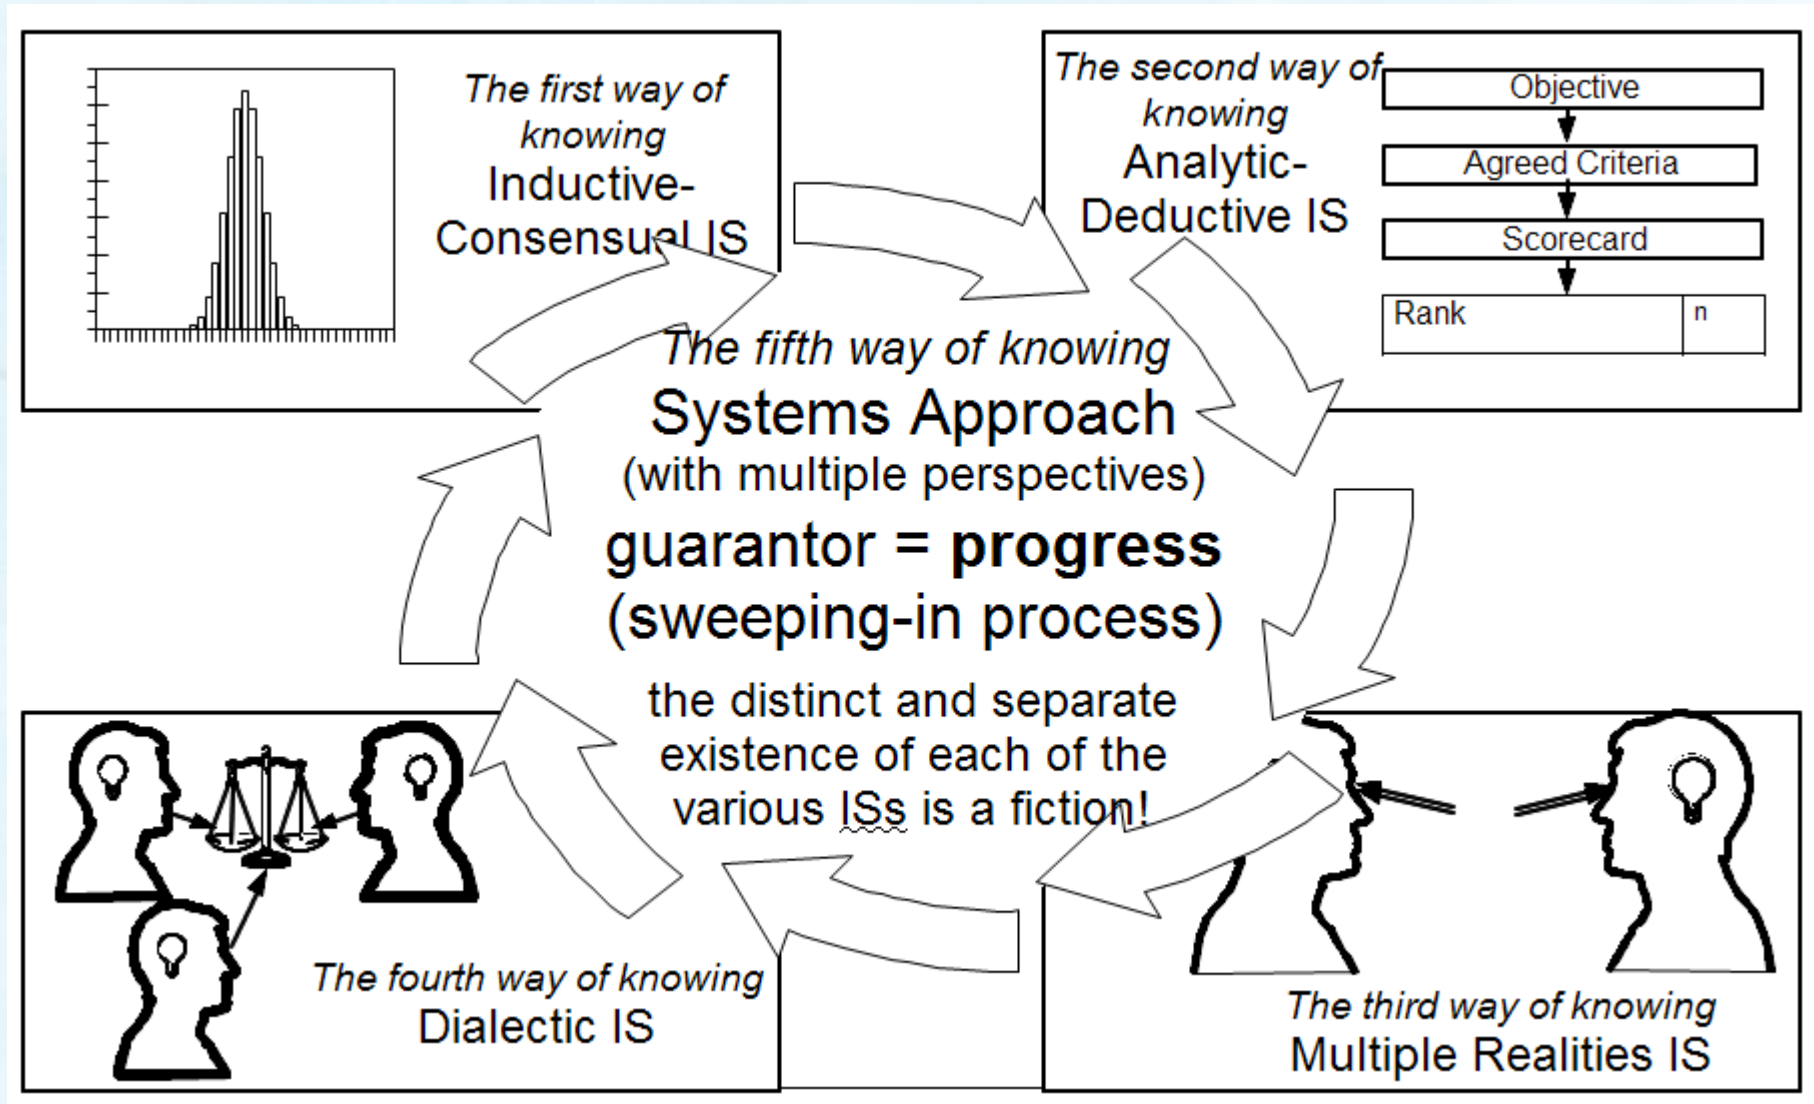 The first way of
knowing
Inductive-
Consensual IS
The second way of
knowing
Analytic-
Deductive IS
Objective
Agreed Criteria
Scorecard
Rank
n
The fifth way of knowing
Systems Approach
(with multiple perspectives)
guarantor = progress
(sweeping-in process)
the distinct and separate
existence of each of the
various ISs is a fiction!
The fourth way of knowing
Dialectic IS
The third way of knowing
Multiple Realities IS